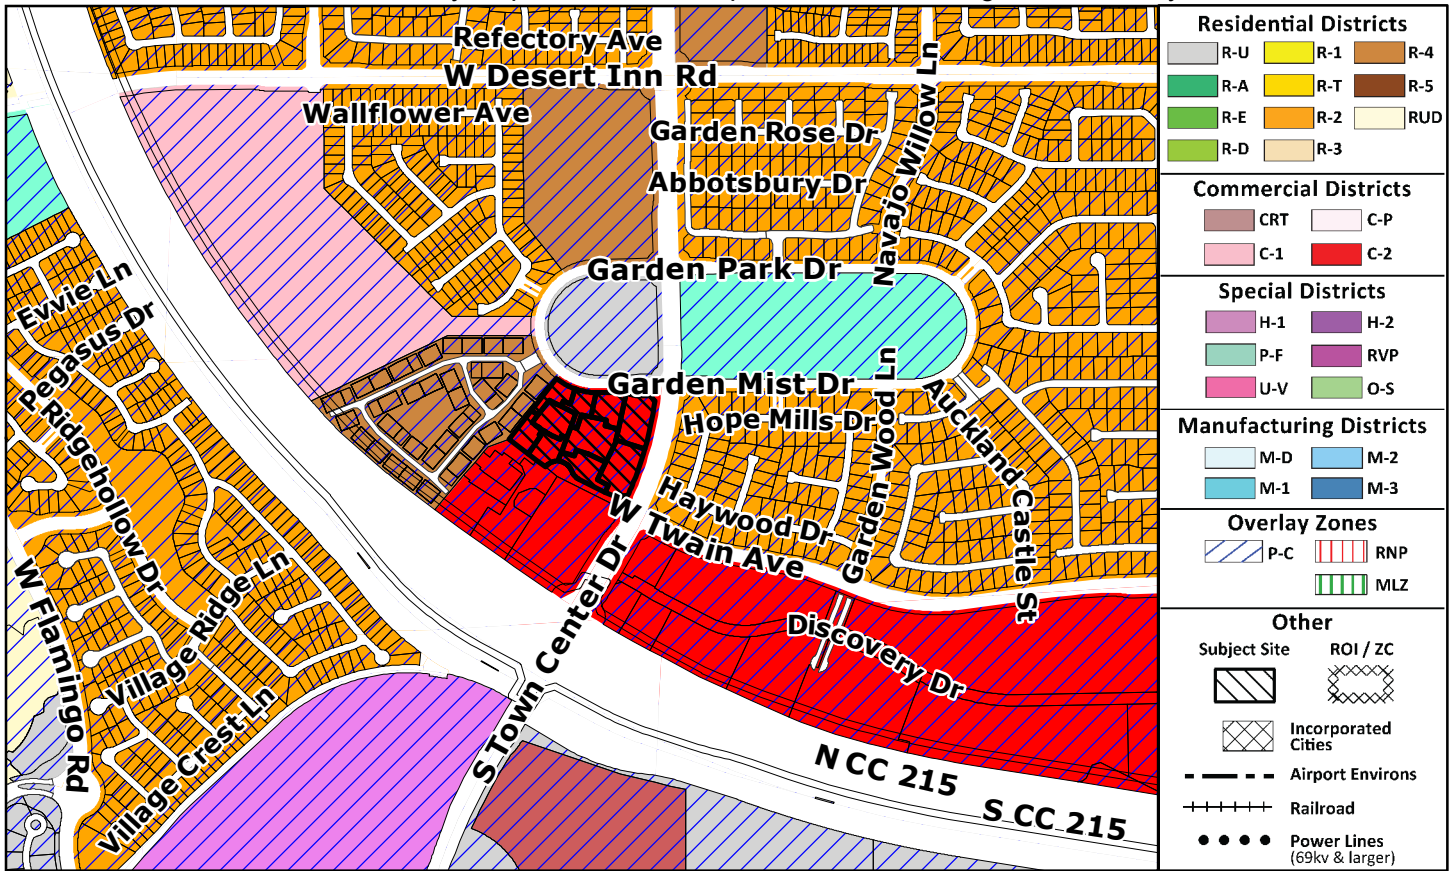 Refectory Ave
W Desert Inn Rd
Wallflower Ave
Garden Rose Dr
Abbotsbury Dr
Navajo Willow Ln
Garden Park Dr
Evvie Ln
Pegasus Dr
Ridgehollow Dr
Garden Mist Dr
Hope Mills Dr
Garden Wood Ln
Auckland Castle St
Haywood Dr
W Twain Ave
W Flamingo Rd
Village Ridge Ln
Village Crest Ln
S Town Center Dr
Discovery Dr
N CC 215
S CC 215
Residential Districts
R-U R-1 R-4
R-A R-T R-5
R-E R-2 RUD
R-D R-3
Commercial Districts
CRT C-P
C-1 C-2
Special Districts
H-1 H-2
P-F RVP
U-V O-S
Manufacturing Districts
M-D M-2
M-1 M-3
Overlay Zones
P-C RNP
MLZ
Other
Subject Site ROI / ZC
Incorporated
Cities
Airport Environs
Railroad
Power Lines
(69kv & larger)